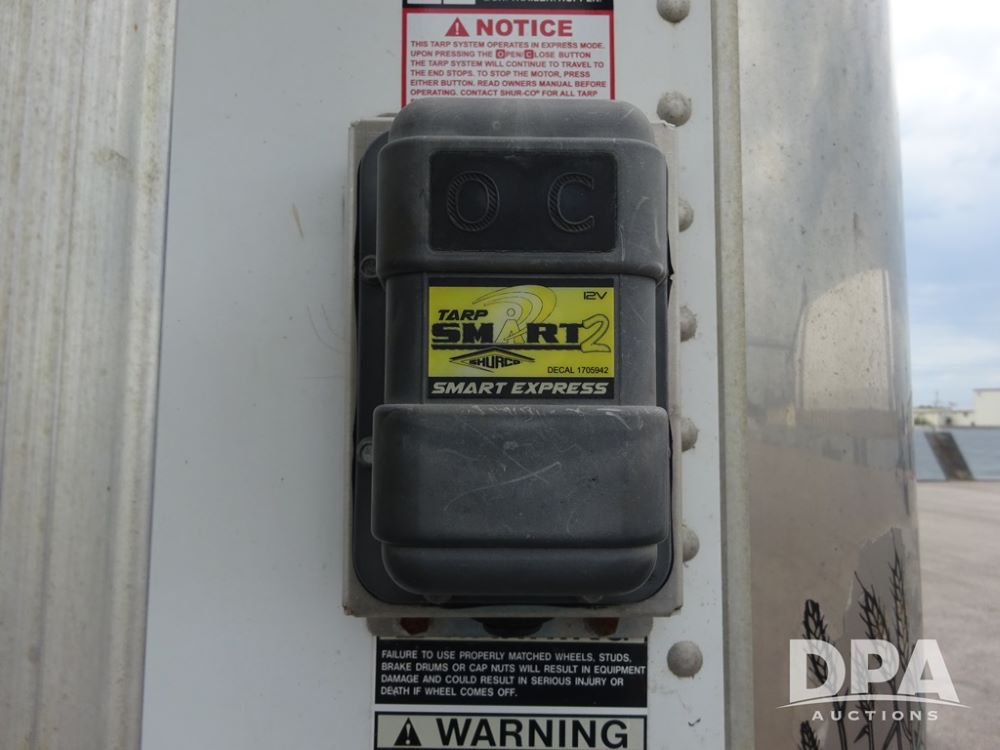 NOTICE
THIS TARP SYSTEM OPERATES IN EXPRESS MODE.
UPON PRESSING THE OPEN/CLOSE BUTTON
THE TARP SYSTEM WILL CONTINUE TO TRAVEL TO
THE END STOPS. TO STOP THE MOTOR, PRESS
EITHER BUTTON. READ OWNERS MANUAL BEFORE
OPERATING. CONTACT SHUR-CO® FOR ALL TARP
O C
12V
TARP
SMART2
SHURCO
DECAL 1705942
SMART EXPRESS
FAILURE TO USE PROPERLY MATCHED WHEELS, STUDS,
BRAKE DRUMS OR CAP NUTS WILL RESULT IN EQUIPMENT
DAMAGE AND COULD RESULT IN SERIOUS INJURY OR
DEATH IF WHEEL COMES OFF.
WARNING
DPA
AUCTIONS